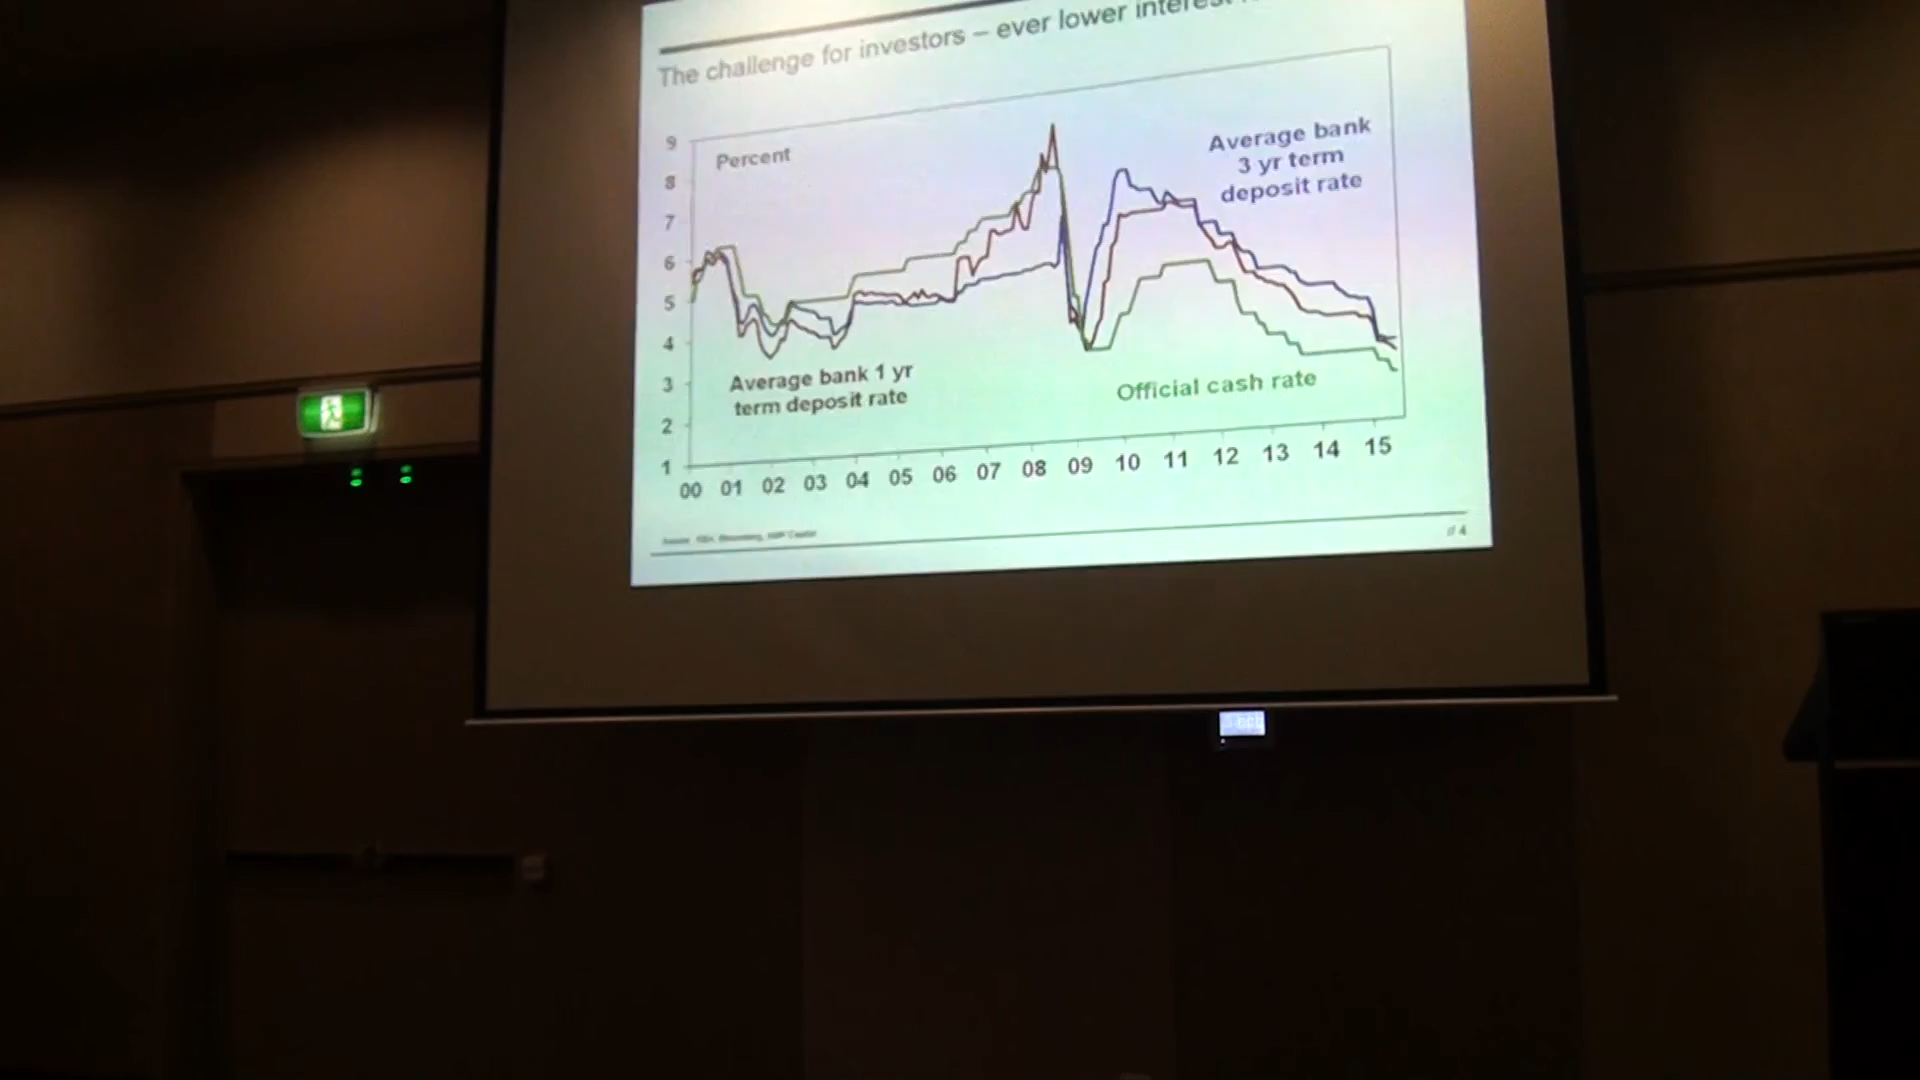 The challenge for investors – ever lower interest
9
8
7
6
5
4
3
2
1
Percent
Average bank
3 yr term
deposit rate
Average bank 1 yr
term deposit rate
Official cash rate
00 01 02 03 04 05 06 07 08 09 10 11 12 13 14 15
// 4